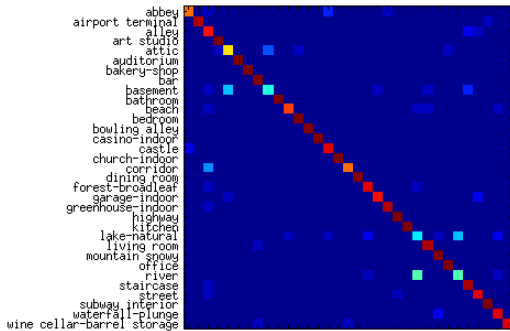 abbey
airport terminal
alley
art studio
attic
auditorium
bakery-shop
bar
basement
bathroom
beach
bedroom
bowling alley
casino-indoor
castle
church-indoor
corridor
dining room
forest-broadleaf
garage-indoor
greenhouse-indoor
highway
kitchen
lake-natural
living room
mountain snowy
office
river
staircase
street
subway interior
waterfall-plunge
wine cellar-barrel storage